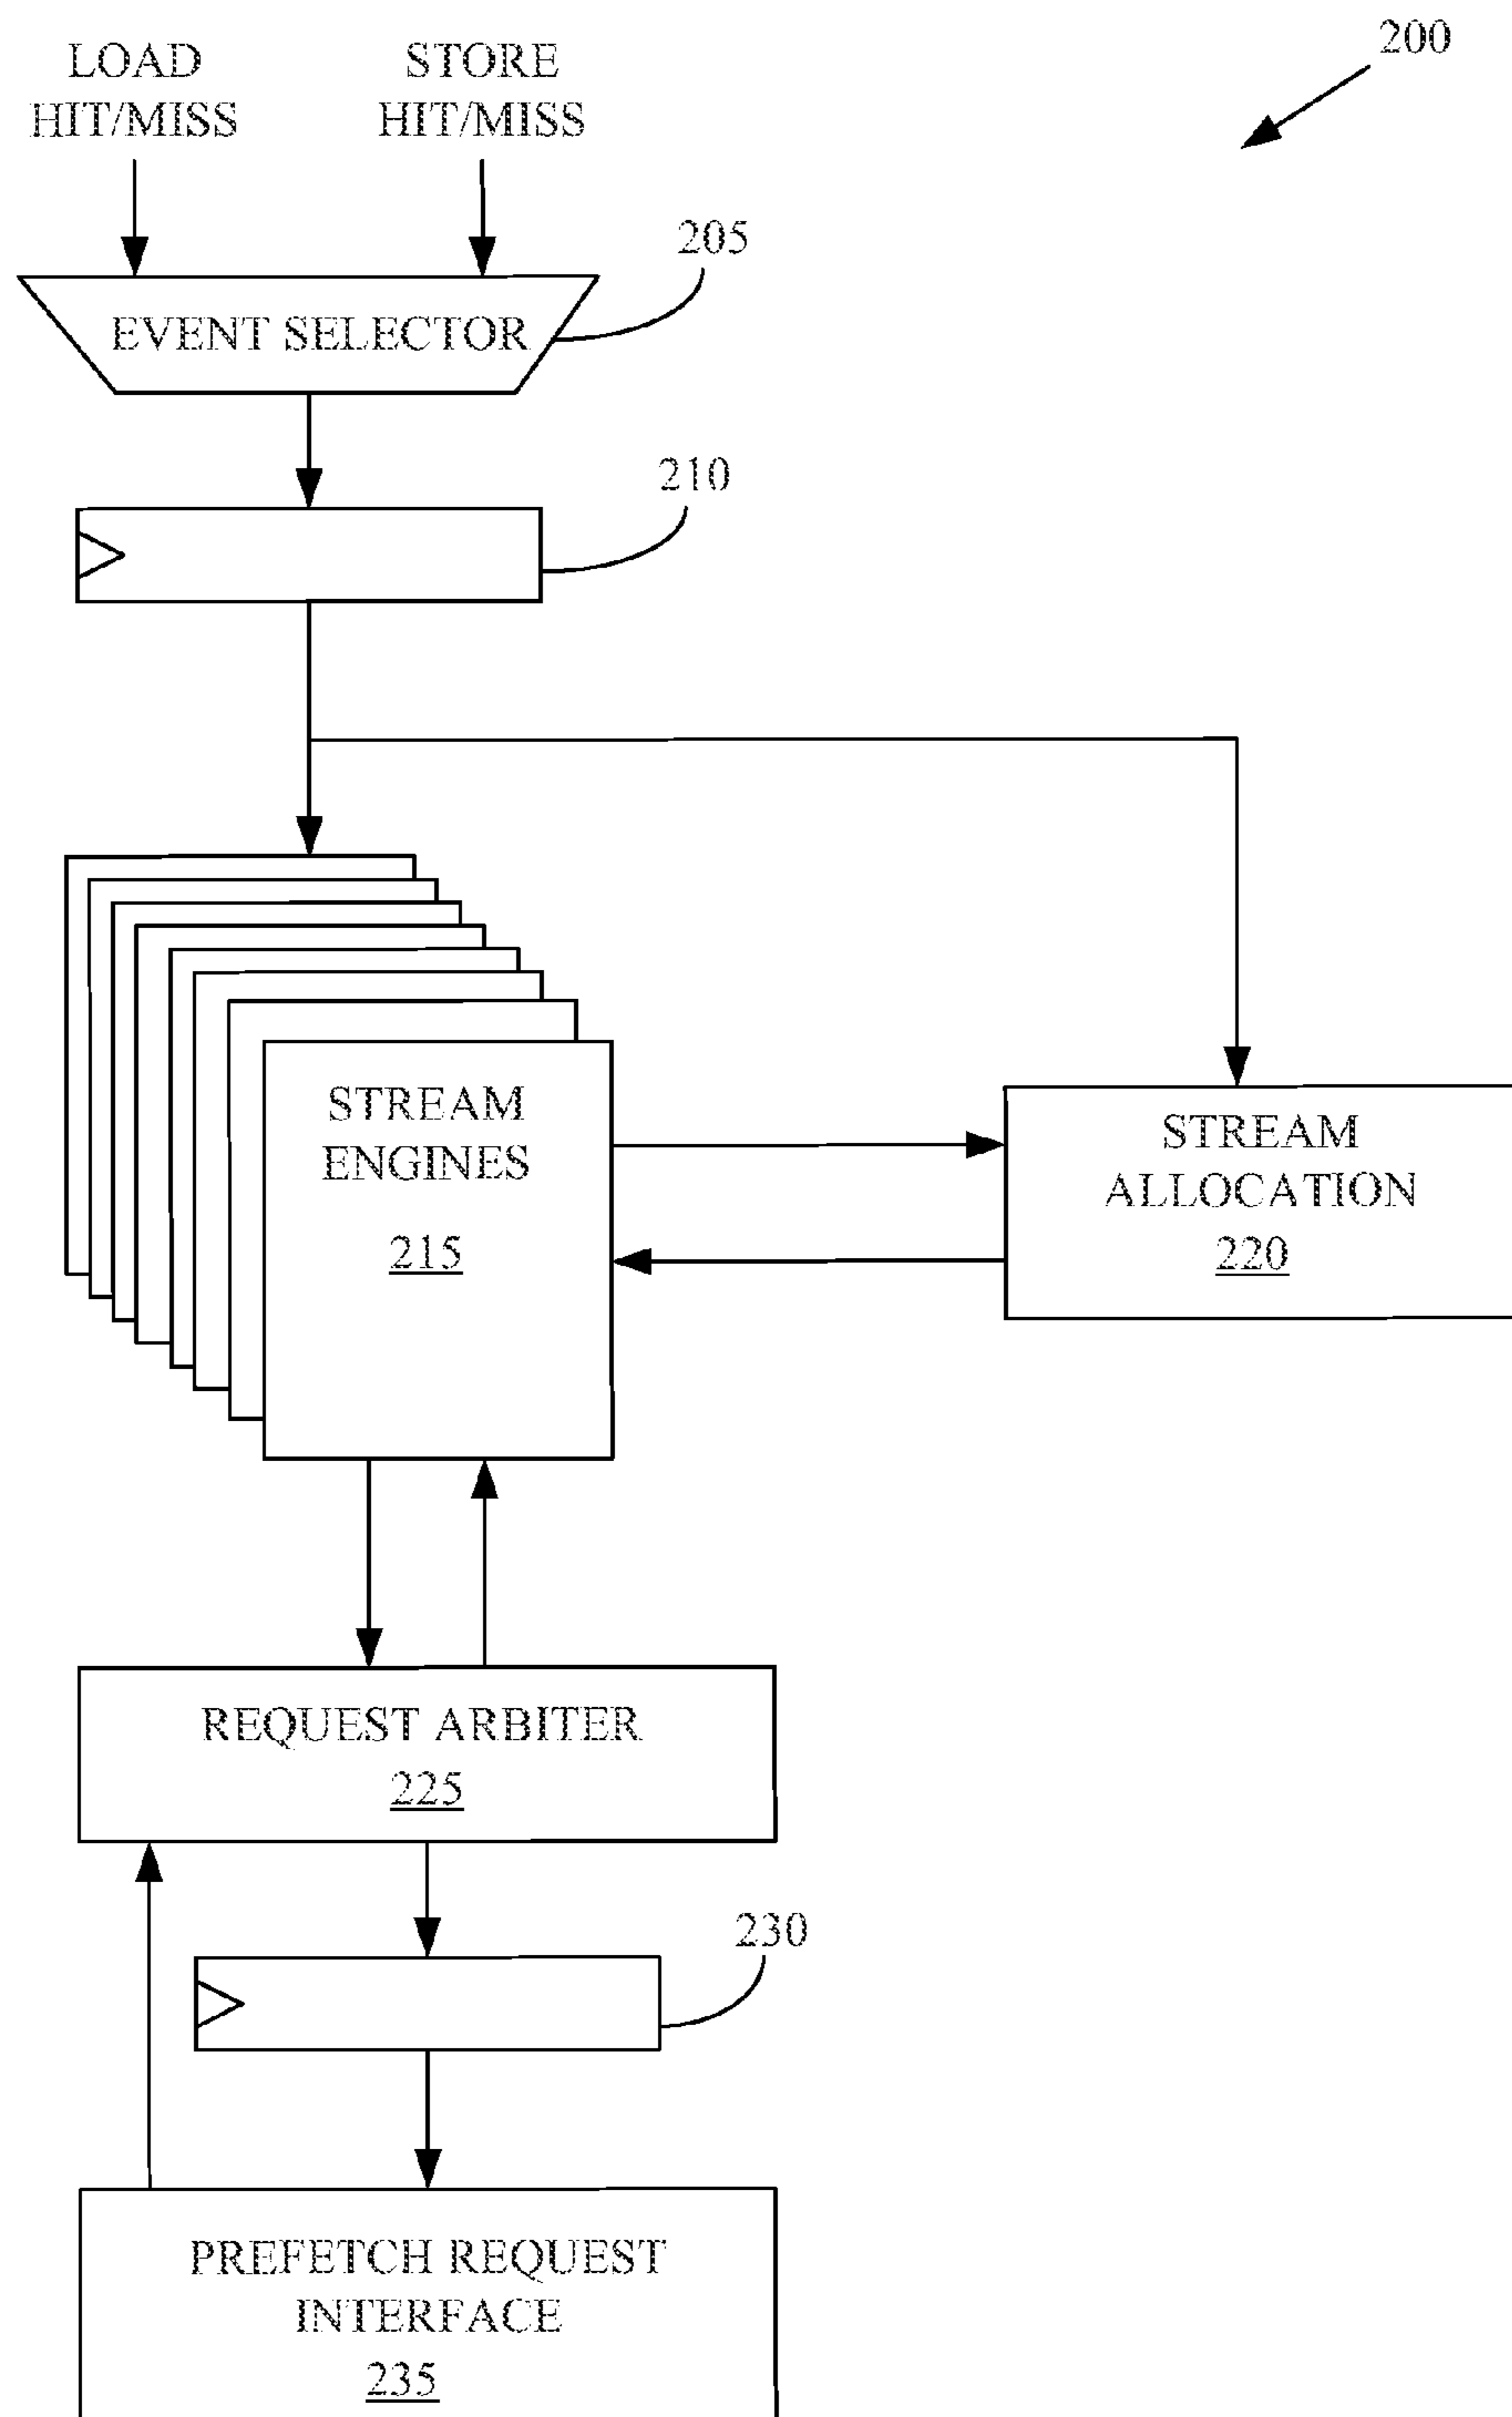 200
LOAD
HIT/MISS
STORE
HIT/MISS
205
EVENT SELECTOR
210
STREAM
ENGINES
215
STREAM
ALLOCATION
220
REQUEST ARBITER
225
230
PREFETCH REQUEST
INTERFACE
235